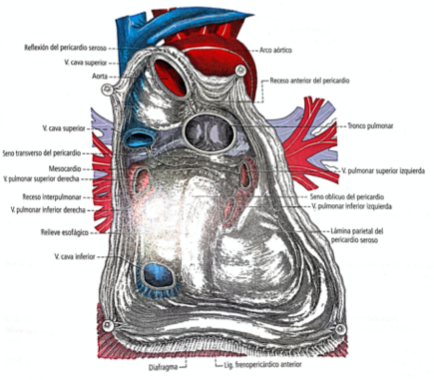 Reflexión del pericardio seroso
V. cava superior
Aorta
V. cava superior
Seno transverso del pericardio
Mesocardio
V. pulmonar superior derecha
Receso interpulmonar
V. pulmonar inferior derecha
Relieve esofágico
V. cava inferior
Arco aórtico
Receso anterior del pericardio
Tronco pulmonar
V. pulmonar superior izquierda
Seno oblicuo del pericardio
V. pulmonar inferior izquierda
Lámina parietal del
pericardio seroso
Diafragma
Lig. frenopericárdico anterior